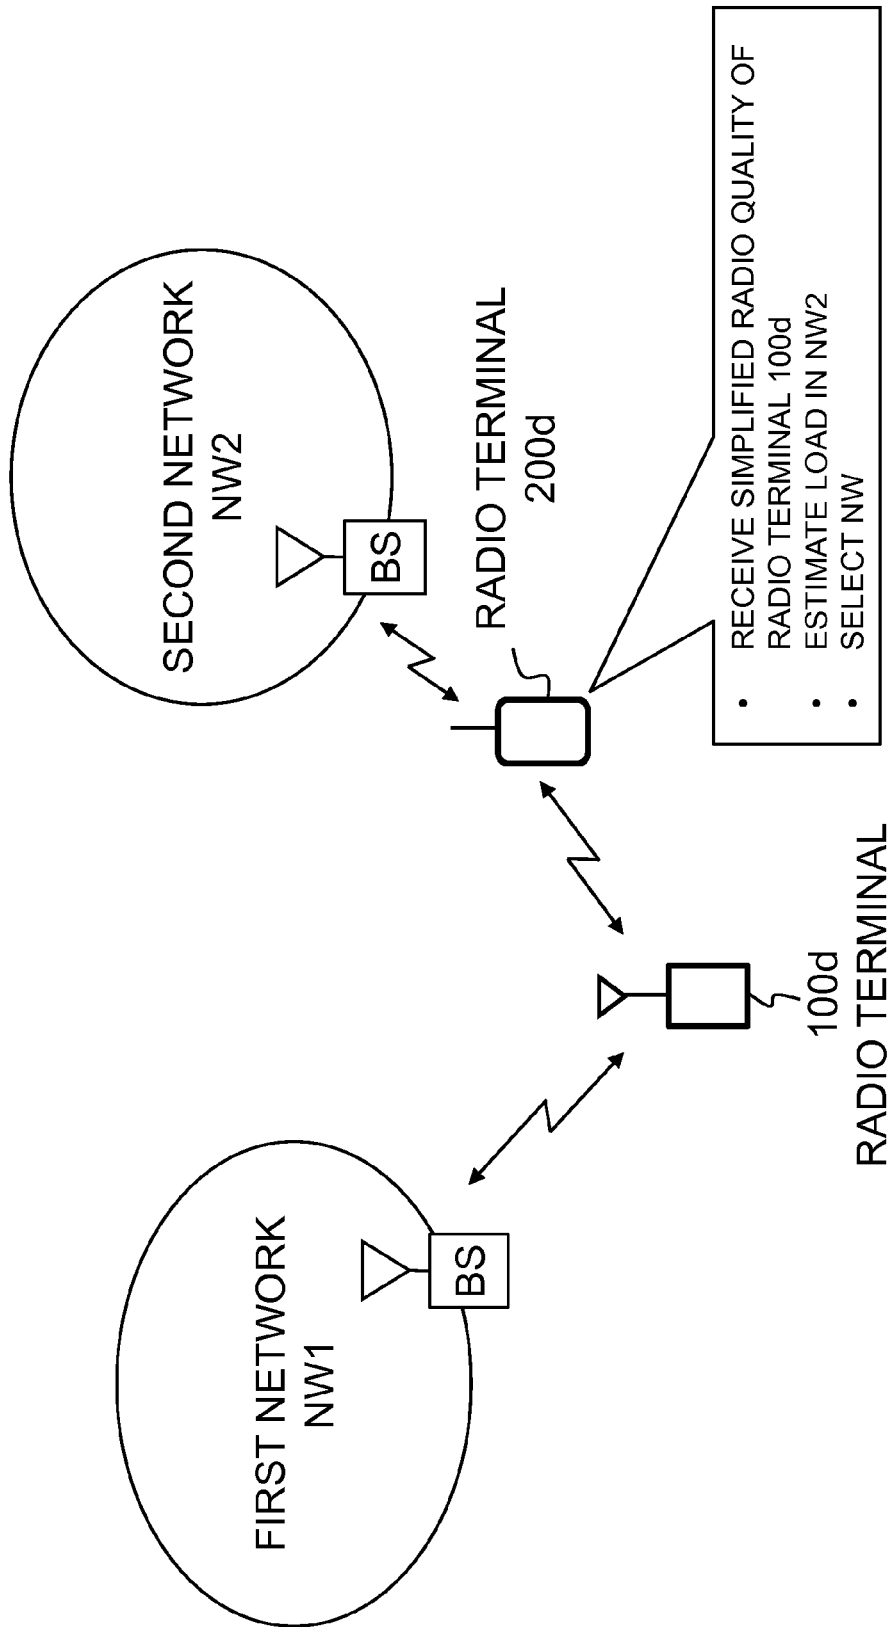 FIRST NETWORK
NW1
BS
SECOND NETWORK
NW2
BS
RADIO TERMINAL
200d
100d
RADIO TERMINAL
• RECEIVE SIMPLIFIED RADIO QUALITY OF
RADIO TERMINAL 100d
• ESTIMATE LOAD IN NW2
• SELECT NW